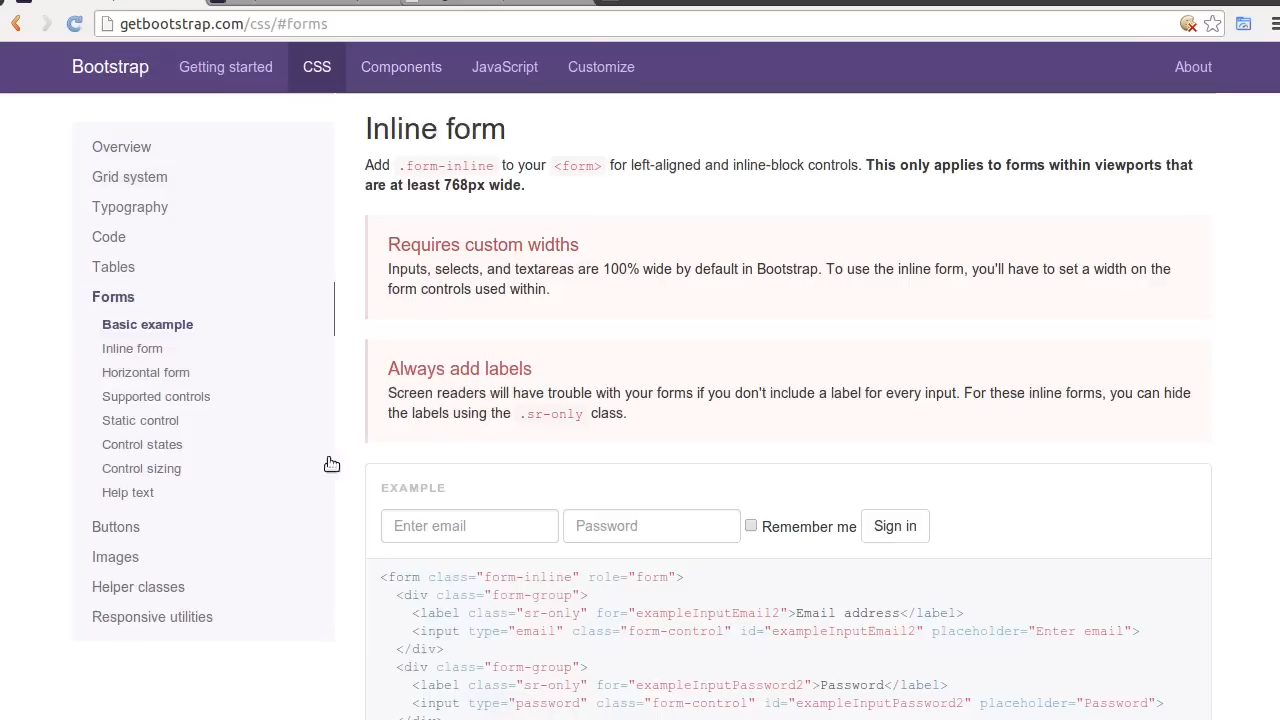 getbootstrap.com/css/#forms
Bootstrap Getting started CSS Components JavaScript Customize About
Overview
Grid system
Typography
Code
Tables
Forms
Basic example
Inline form
Horizontal form
Supported controls
Static control
Control states
Control sizing
Help text
Buttons
Images
Helper classes
Responsive utilities
Inline form
Add .form-inline to your <form> for left-aligned and inline-block controls. This only applies to forms within viewports that
are at least 768px wide.
Requires custom widths
Inputs, selects, and textareas are 100% wide by default in Bootstrap. To use the inline form, you'll have to set a width on the
form controls used within.
Always add labels
Screen readers will have trouble with your forms if you don't include a label for every input. For these inline forms, you can hide
the labels using the .sr-only class.
EXAMPLE
Enter email Password Remember me Sign in
<form class="form-inline" role="form">
<div class="form-group">
<label class="sr-only" for="exampleInputEmail2">Email address</label>
<input type="email" class="form-control" id="exampleInputEmail2" placeholder="Enter email">
</div>
<div class="form-group">
<label class="sr-only" for="exampleInputPassword2">Password</label>
<input type="password" class="form-control" id="exampleInputPassword2" placeholder="Password">